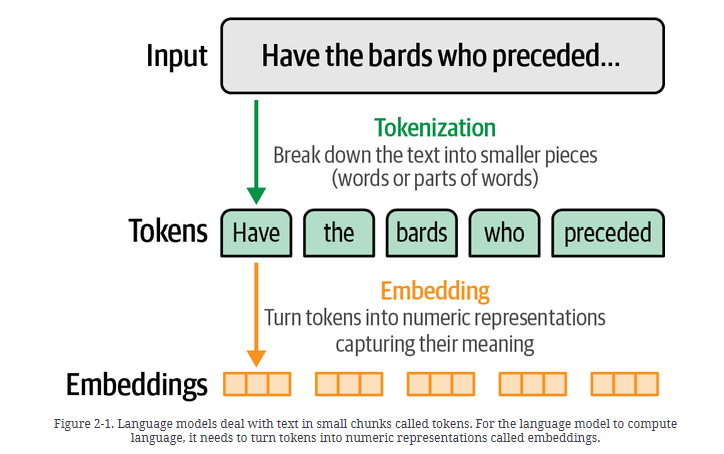 Input
Have the bards who preceded...
Tokenization
Break down the text into smaller pieces
(words or parts of words)
Tokens
Have the bards who preceded
Embedding
Turn tokens into numeric representations
capturing their meaning
Embeddings
Figure 2-1. Language models deal with text in small chunks called tokens. For the language model to compute
language, it needs to turn tokens into numeric representations called embeddings.